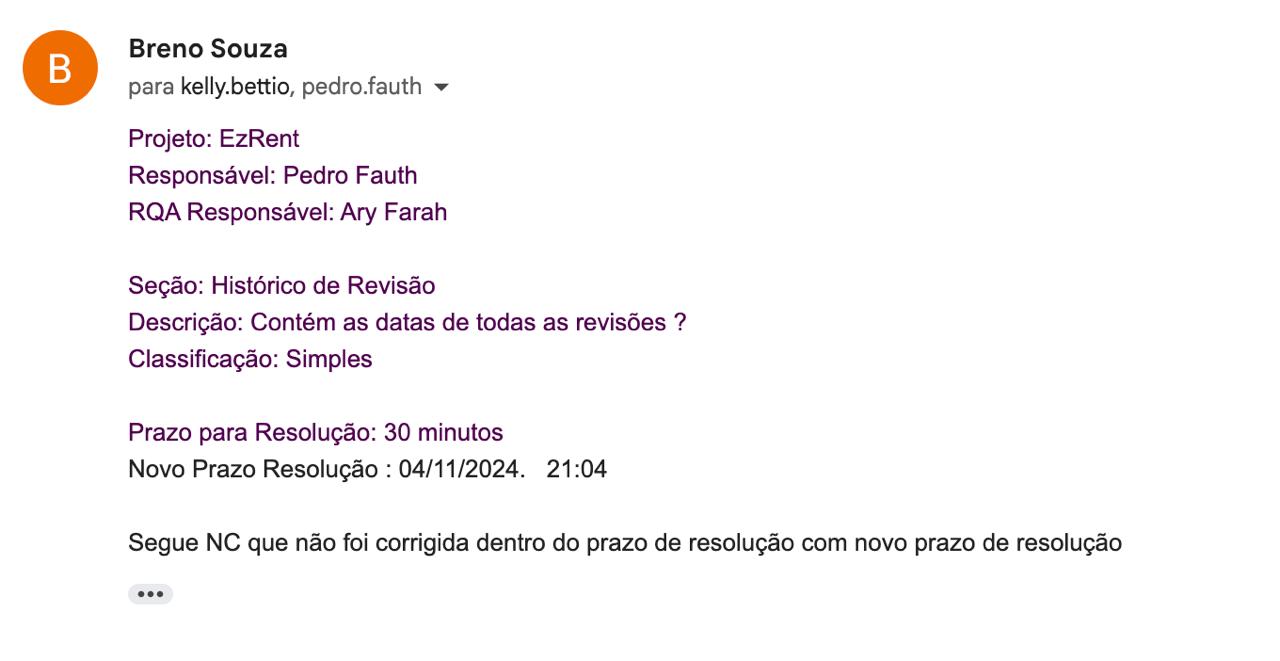 B
Breno Souza
para kelly.bettio, pedro.fauth
Projeto: EzRent
Responsável: Pedro Fauth
RQA Responsável: Ary Farah
Seção: Histórico de Revisão
Descrição: Contém as datas de todas as revisões ?
Classificação: Simples
Prazo para Resolução: 30 minutos
Novo Prazo Resolução : 04/11/2024.   21:04
Segue NC que não foi corrigida dentro do prazo de resolução com novo prazo de resolução